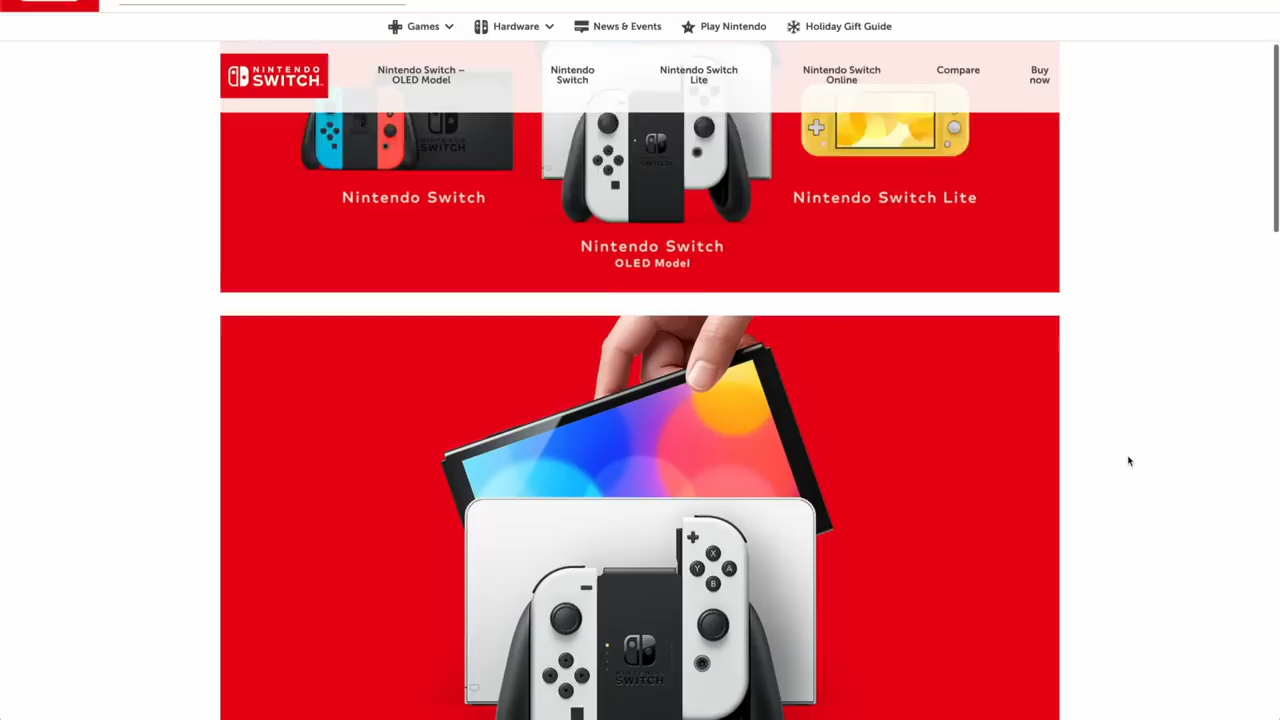 Games
Hardware
News & Events
Play Nintendo
Holiday Gift Guide
NINTENDO
SWITCH
Nintendo Switch –
OLED Model
Nintendo
Switch
Nintendo Switch
Lite
Nintendo Switch
Online
Compare
Buy
now
Nintendo Switch
Nintendo Switch
OLED Model
Nintendo Switch Lite
X
Y
A
B
SWITCH